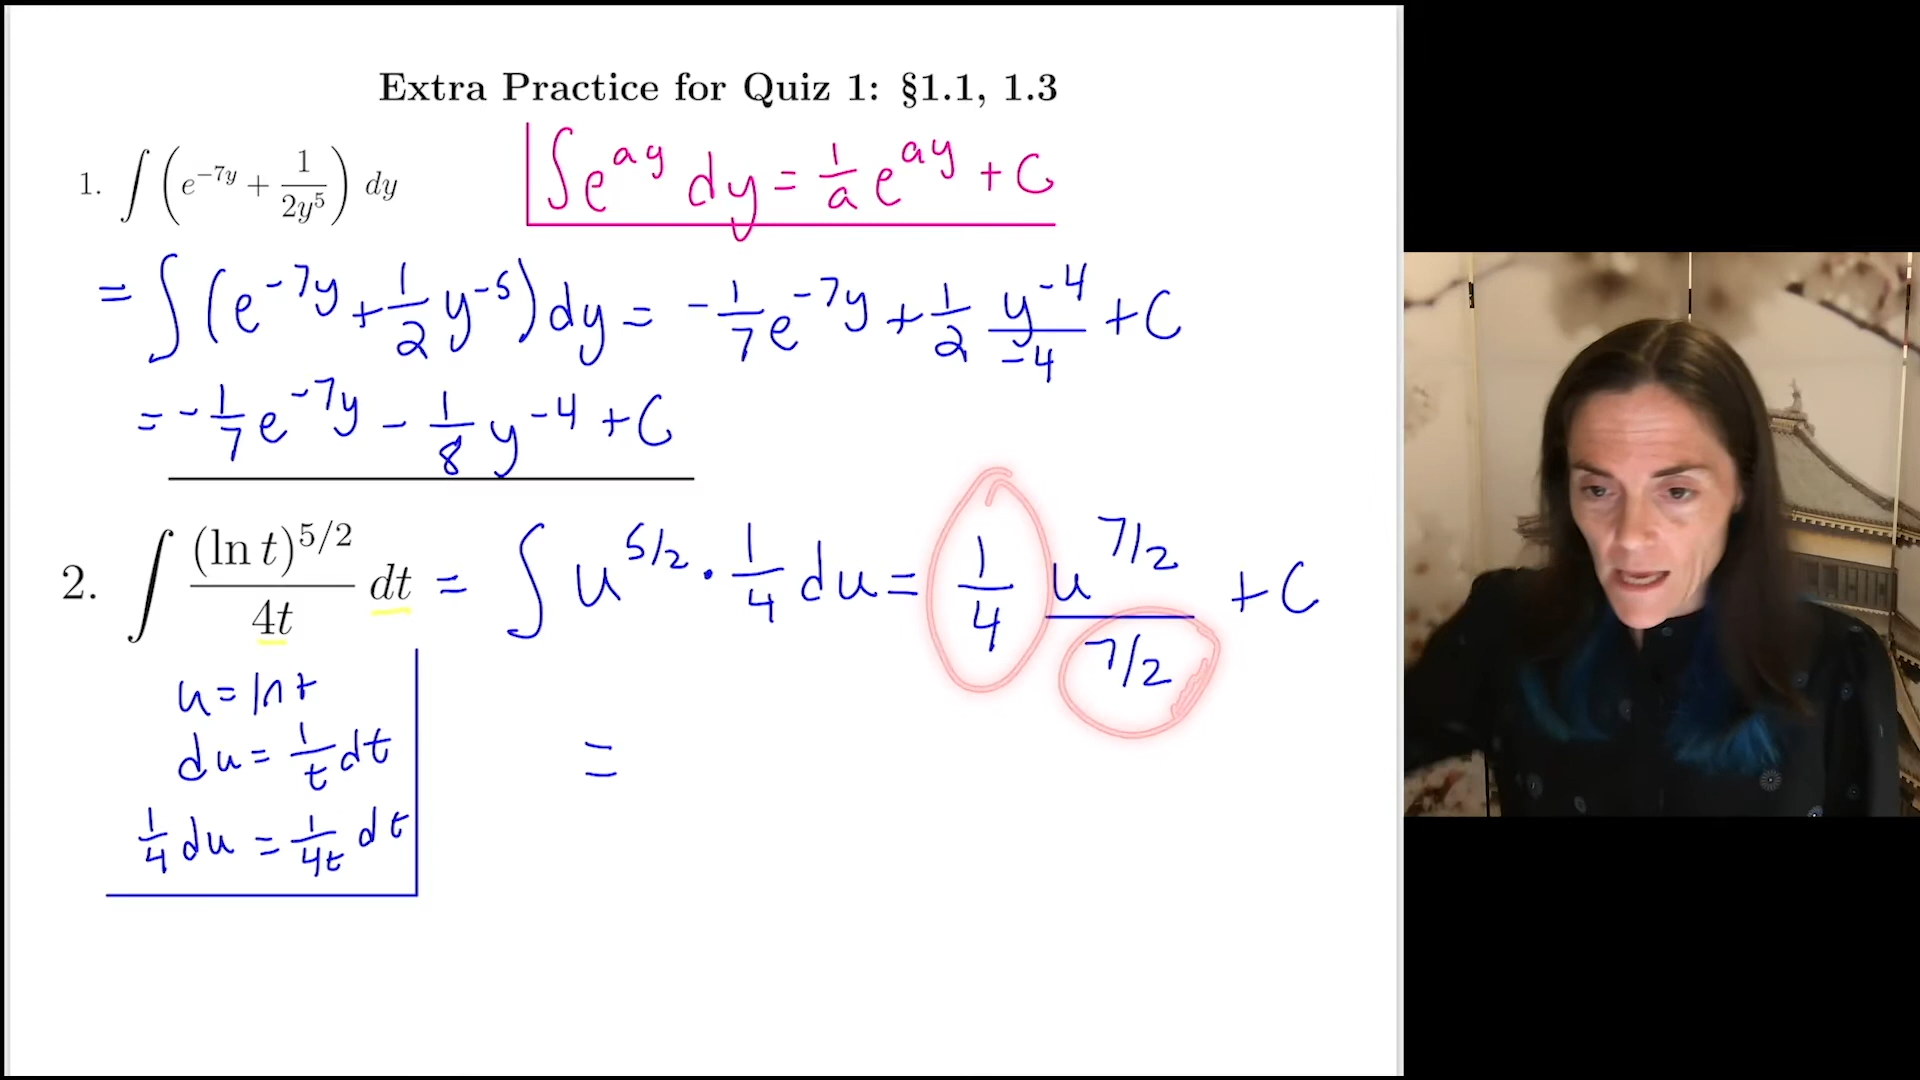 Extra Practice for Quiz 1: §1.1, 1.3
1. ∫ (e^{-7y} + 1/(2y^5)) dy
∫e^{ay} dy = 1/a e^{ay} + C
= ∫(e^{-7y} + 1/2 y^{-5})dy = -1/7 e^{-7y} + 1/2 y^{-4}/-4 + C
= -1/7 e^{-7y} - 1/8 y^{-4} + C
2. ∫ (ln t)^{5/2}/4t dt = ∫ u^{5/2} · 1/4 du = 1/4 u^{7/2}/7/2 + C
u = ln t
du = 1/t dt
=
1/4 du = 1/4t dt